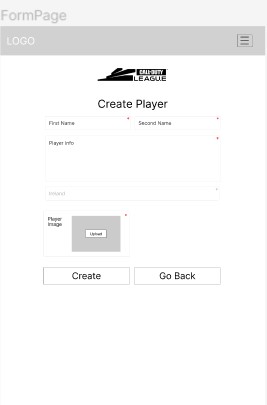 FormPage
LOGO
CALL OF DUTY
LEAGUE
Create Player
First Name *
Second Name *
Player Info *
Player
Image
*
Upload
Create
Go Back